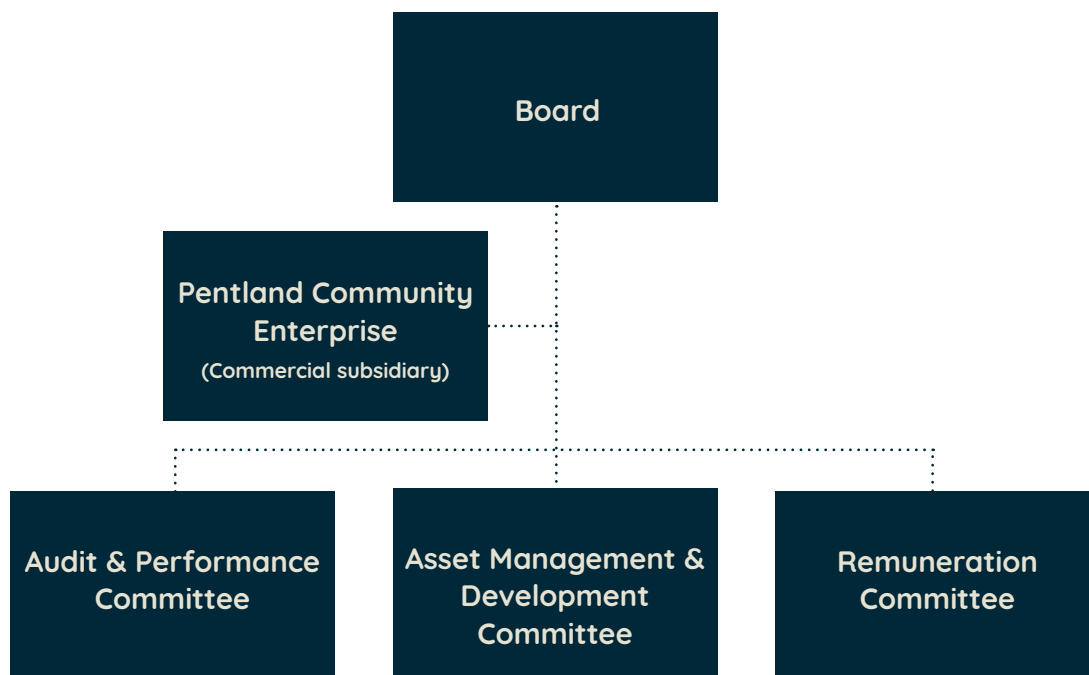 Board
Pentland Community
Enterprise
(Commercial subsidiary)
Audit & Performance
Committee
Asset Management &
Development
Committee
Remuneration
Committee